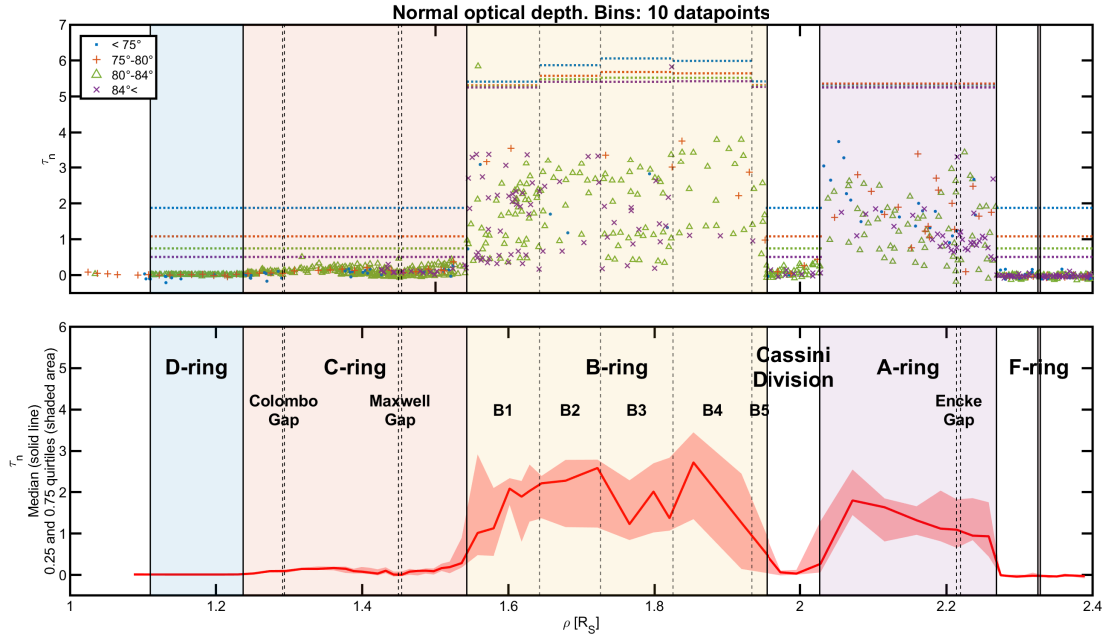 Normal optical depth. Bins: 10 datapoints
7
6
5
4
3
2
1
0
τn
< 75°
75°-80°
80°-84°
84°<
6
5
4
3
2
1
0
τn
Median (solid line)
0.25 and 0.75 quirtiles (shaded area)
D-ring
C-ring
B-ring
Cassini
Division
A-ring
F-ring
Colombo
Gap
Maxwell
Gap
B1
B2
B3
B4
B5
Encke
Gap
1
1.2
1.4
1.6
1.8
2
2.2
2.4
ρ [RS]